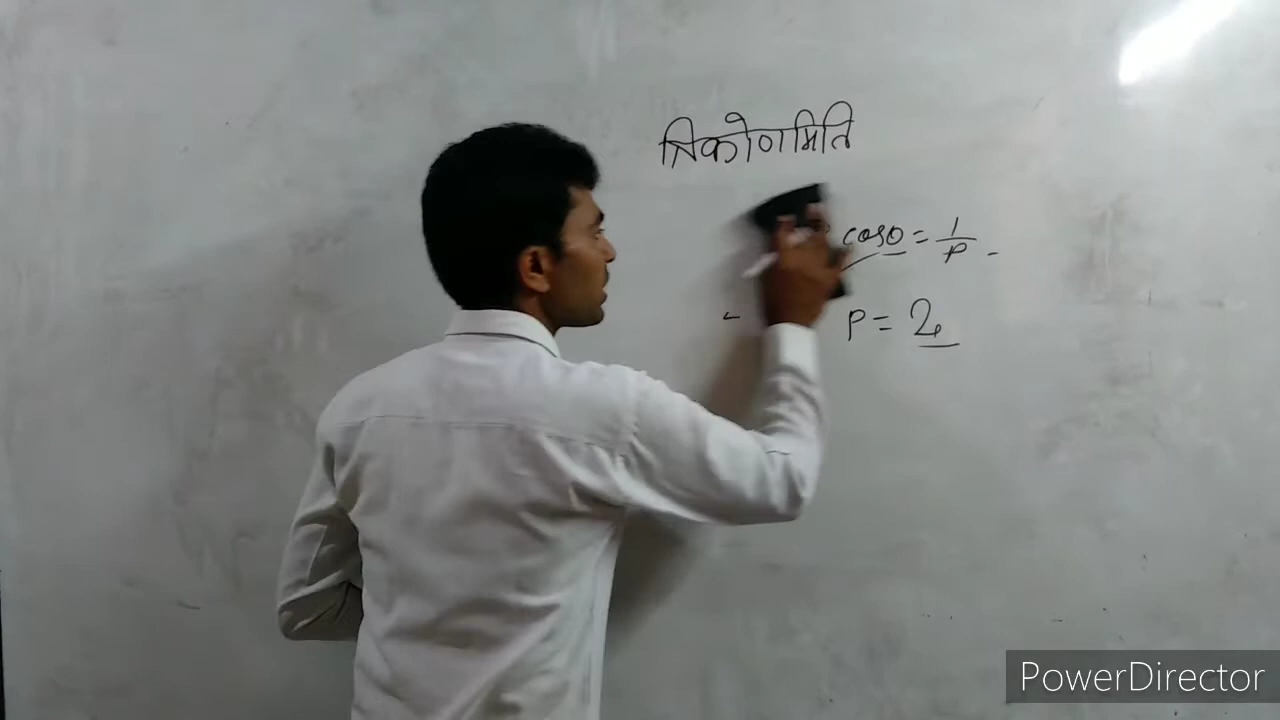 त्रिकोणमिति
cosθ = 1/P
P = 2
PowerDirector